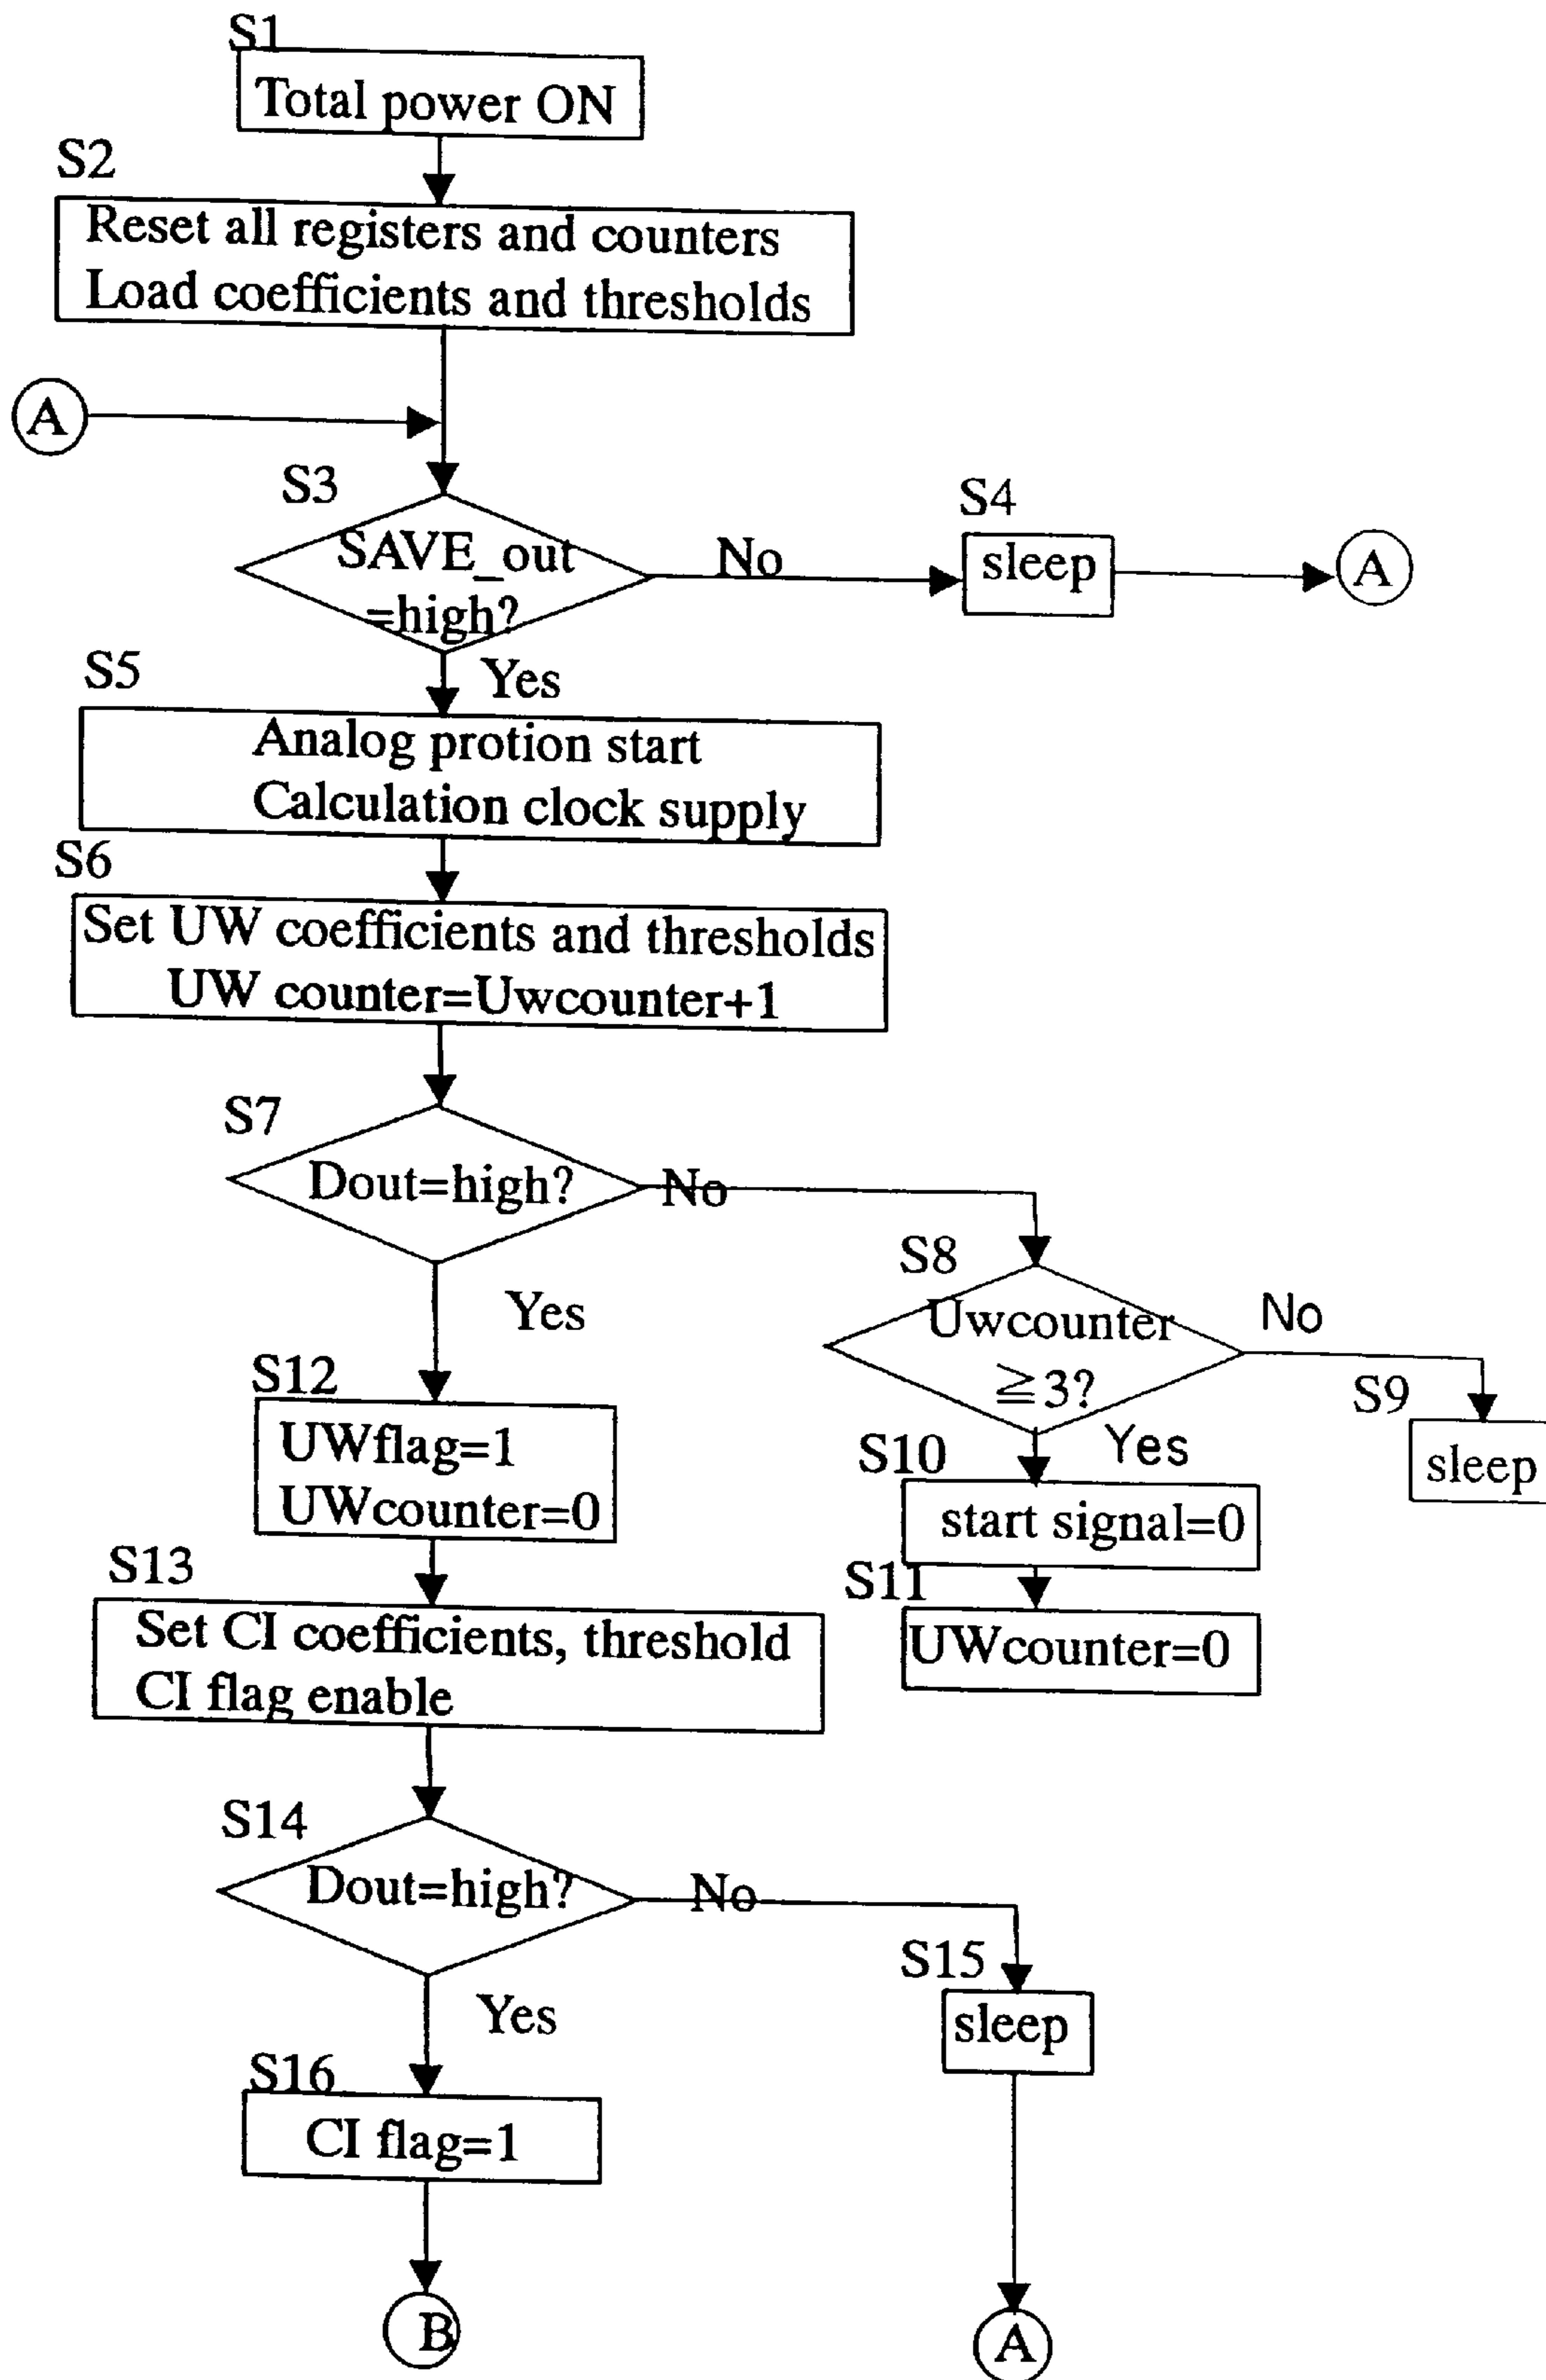 S1
Total power ON
S2
Reset all registers and counters
Load coefficients and thresholds
A
S3
SAVE_out
=high?
No
S4
sleep
A
Yes
S5
Analog protion start
Calculation clock supply
S6
Set UW coefficients and thresholds
UW counter=Uwcounter+1
S7
Dout=high?
No
S8
Uwcounter
≧3?
No
S9
sleep
Yes
S12
UWflag=1
UWcounter=0
Yes
S10
start signal=0
S11
UWcounter=0
S13
Set CI coefficients, threshold
CI flag enable
S14
Dout=high?
No
S15
sleep
Yes
S16
CI flag=1
B
A